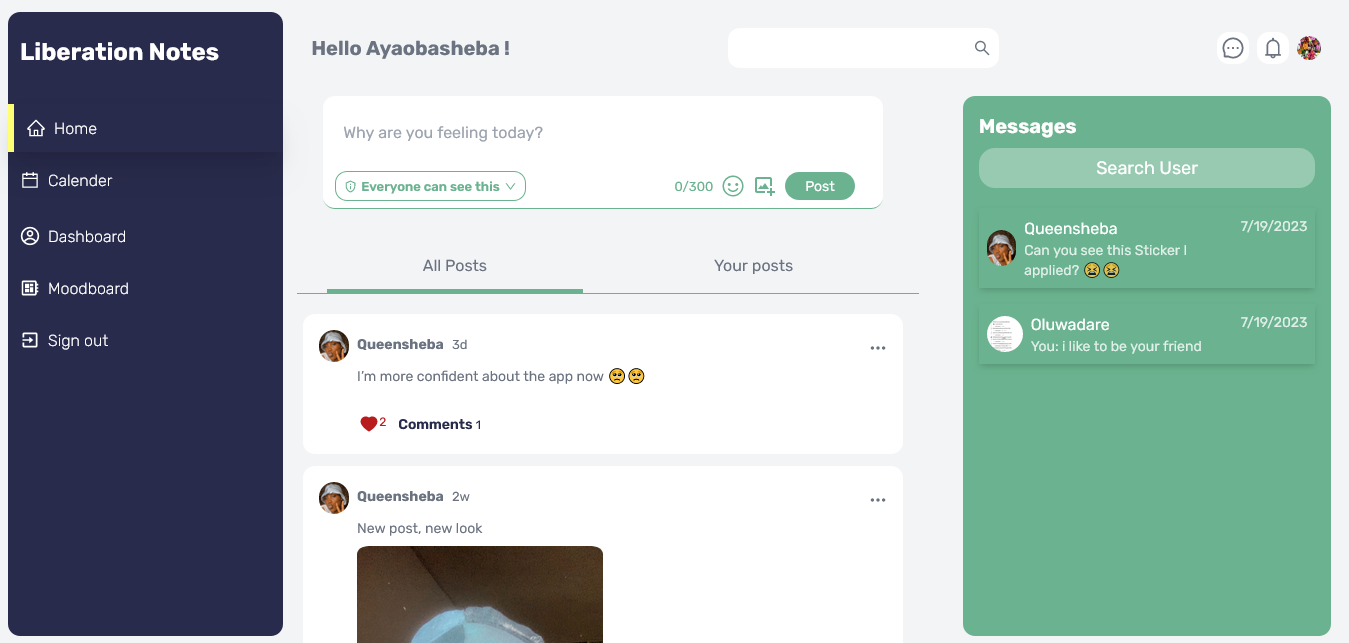 Liberation Notes
Home
Calender
Dashboard
Moodboard
Sign out
Hello Ayaobasheba !
Why are you feeling today?
Everyone can see this
0/300
Post
All Posts
Your posts
Queensheba 3d
I'm more confident about the app now 🥺🥺
2 Comments 1
Queensheba 2w
New post, new look
Messages
Search User
Queensheba 7/19/2023
Can you see this Sticker I
applied? 😫😫
Oluwadare 7/19/2023
You: i like to be your friend